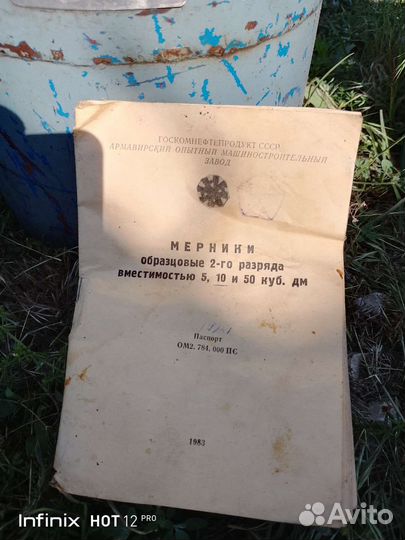 ГОСКОМНЕФТЕПРОДУКТ СССР
АРМАВИРСКИЙ ОПЫТНЫЙ МАШИНОСТРОИТЕЛЬНЫЙ
ЗАВОД
МЕРНИКИ
образцовые 2-го разряда
вместимостью 5, 10 и 50 куб. дм
Паспорт
ОМ2. 784. 000 ПС
1983
Infinix HOT 12 PRO
Avito